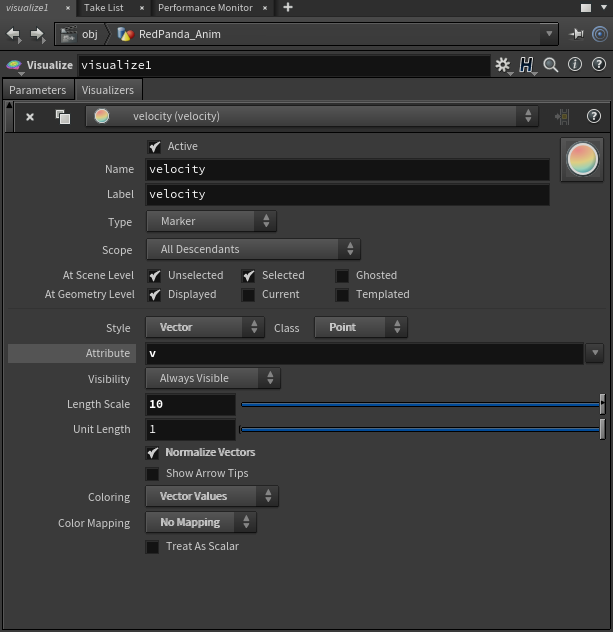 visualize1 × Take List × Performance Monitor × +
obj RedPanda_Anim
Visualize visualize1
Parameters Visualizers
velocity (velocity)
Active
Name velocity
Label velocity
Type Marker
Scope All Descendants
At Scene Level Unselected Selected Ghosted
At Geometry Level Displayed Current Templated
Style Vector Class Point
Attribute v
Visibility Always Visible
Length Scale 10
Unit Length 1
Normalize Vectors
Show Arrow Tips
Coloring Vector Values
Color Mapping No Mapping
Treat As Scalar